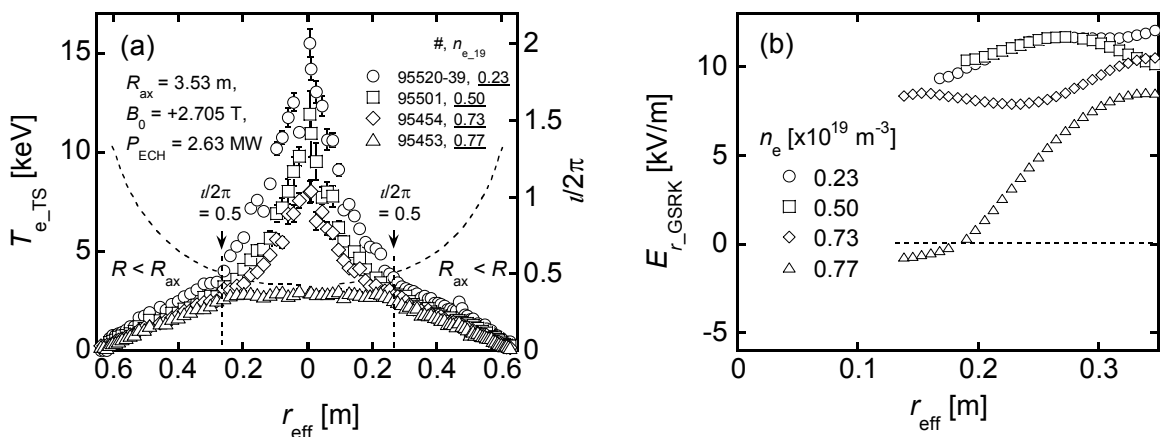 (a)
#, n_e_19
R_ax = 3.53 m,
B_0 = +2.705 T,
P_ECH = 2.63 MW
95520-39, 0.23
95501, 0.50
95454, 0.73
95453, 0.77
ι/2π
= 0.5
ι/2π
= 0.5
R < R_ax
R_ax < R
T_e_TS [keV]
15
10
5
0
2
1.5
1
0.5
0
ι/2π
0.6 0.4 0.2 0 0.2 0.4 0.6
r_eff [m]
(b)
E_r_GSRK [kV/m]
10
5
0
-5
n_e [x10^19 m^-3]
0.23
0.50
0.73
0.77
0 0.1 0.2 0.3
r_eff [m]